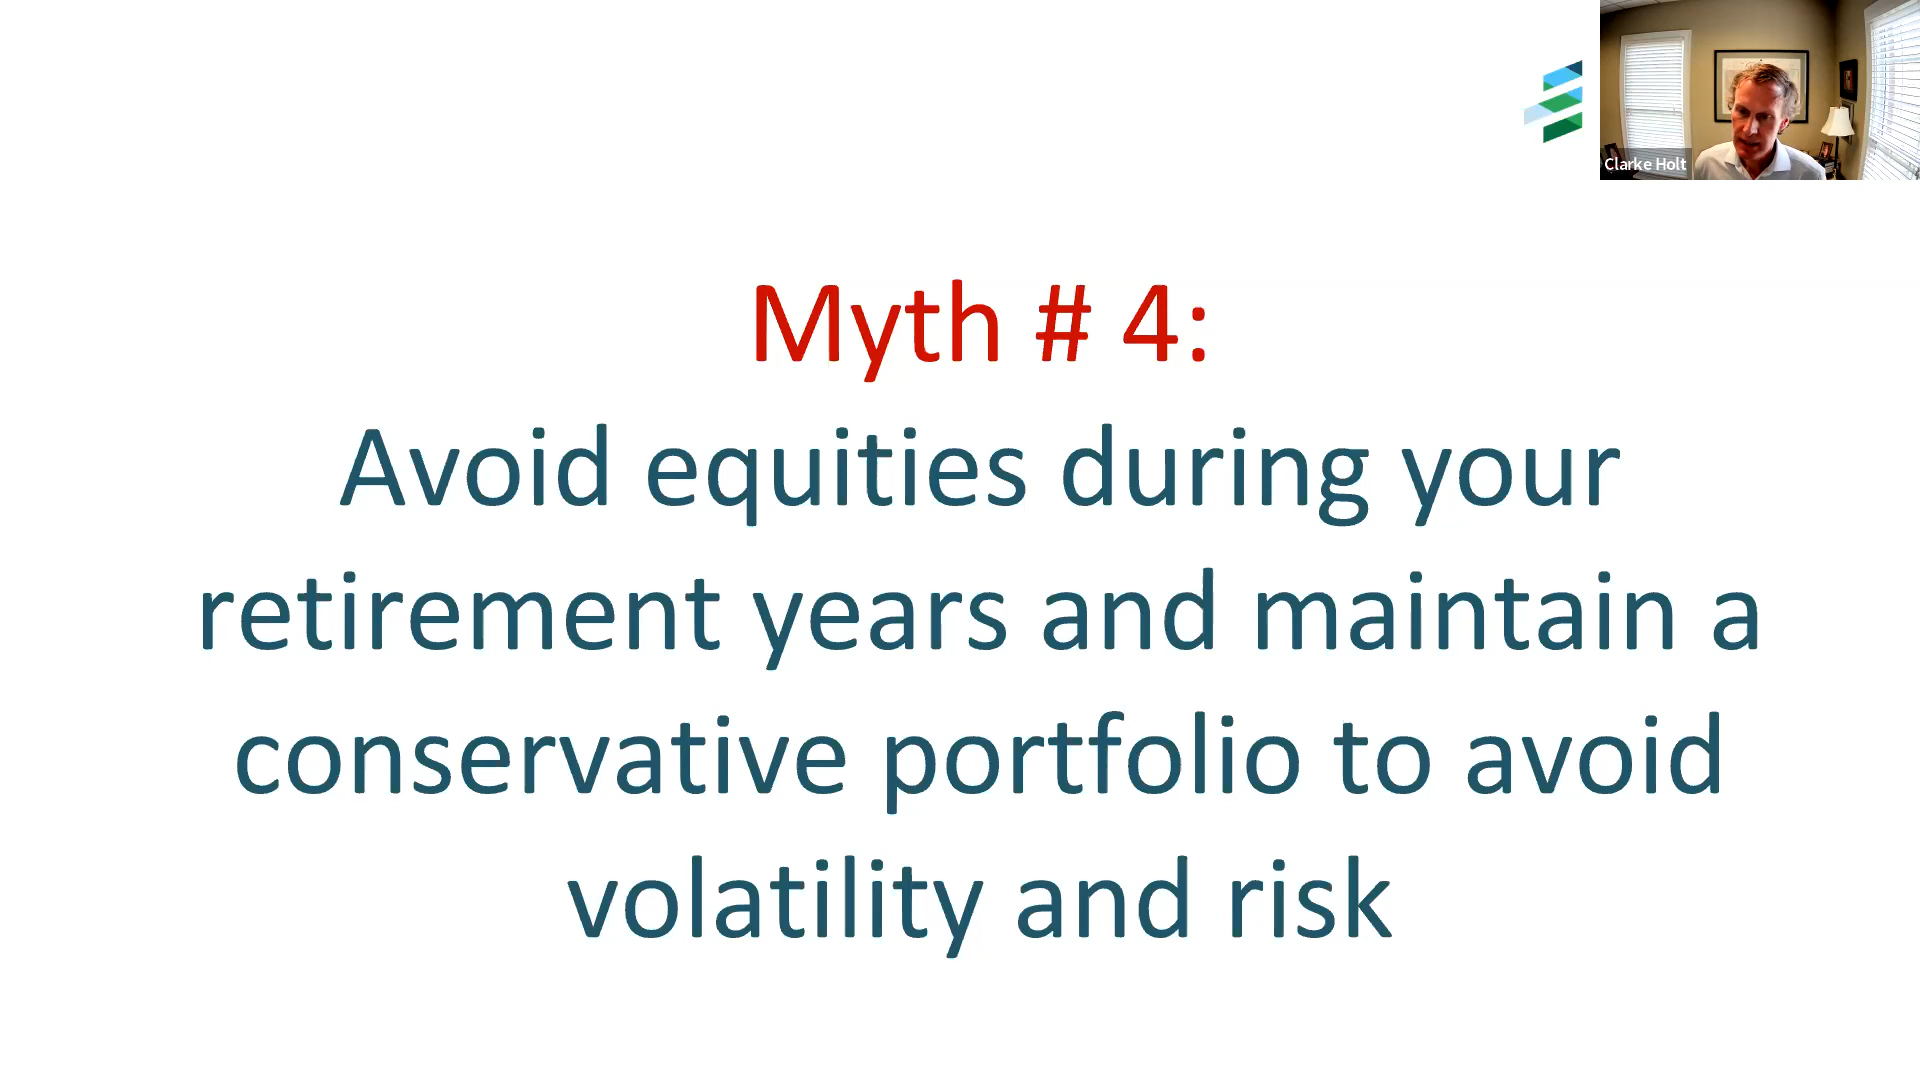 Clarke Holt
Myth # 4:
Avoid equities during your
retirement years and maintain a
conservative portfolio to avoid
volatility and risk